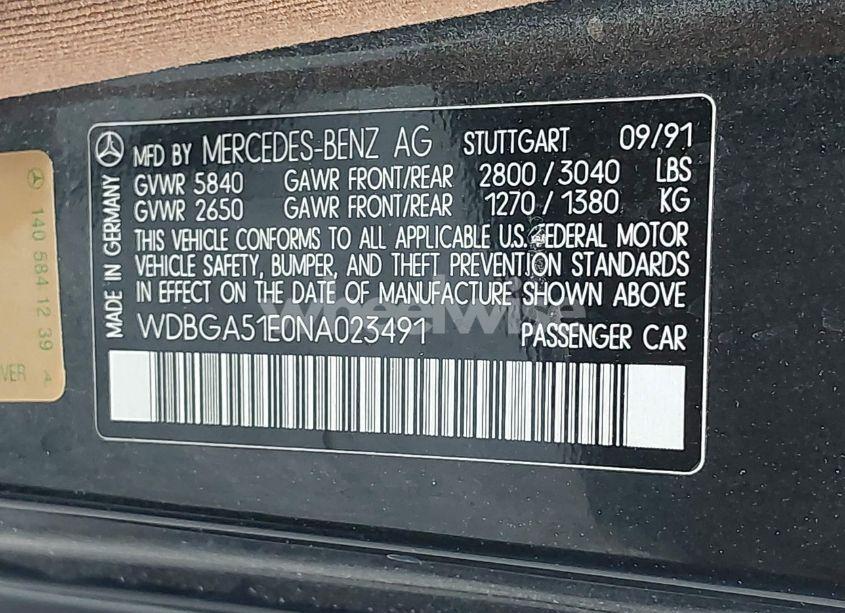 MFD BY MERCEDES-BENZ AG STUTTGART 09/91
GVWR 5840 GAWR FRONT/REAR 2800 / 3040 LBS
GVWR 2650 GAWR FRONT/REAR 1270 / 1380 KG
THIS VEHICLE CONFORMS TO ALL APPLICABLE U.S. FEDERAL MOTOR
VEHICLE SAFETY, BUMPER, AND THEFT PREVENTION STANDARDS
IN EFFECT ON THE DATE OF MANUFACTURE SHOWN ABOVE
WDBGA51E0NA023491 PASSENGER CAR
MADE IN GERMANY
140 584 12 39
VER
wheelwise